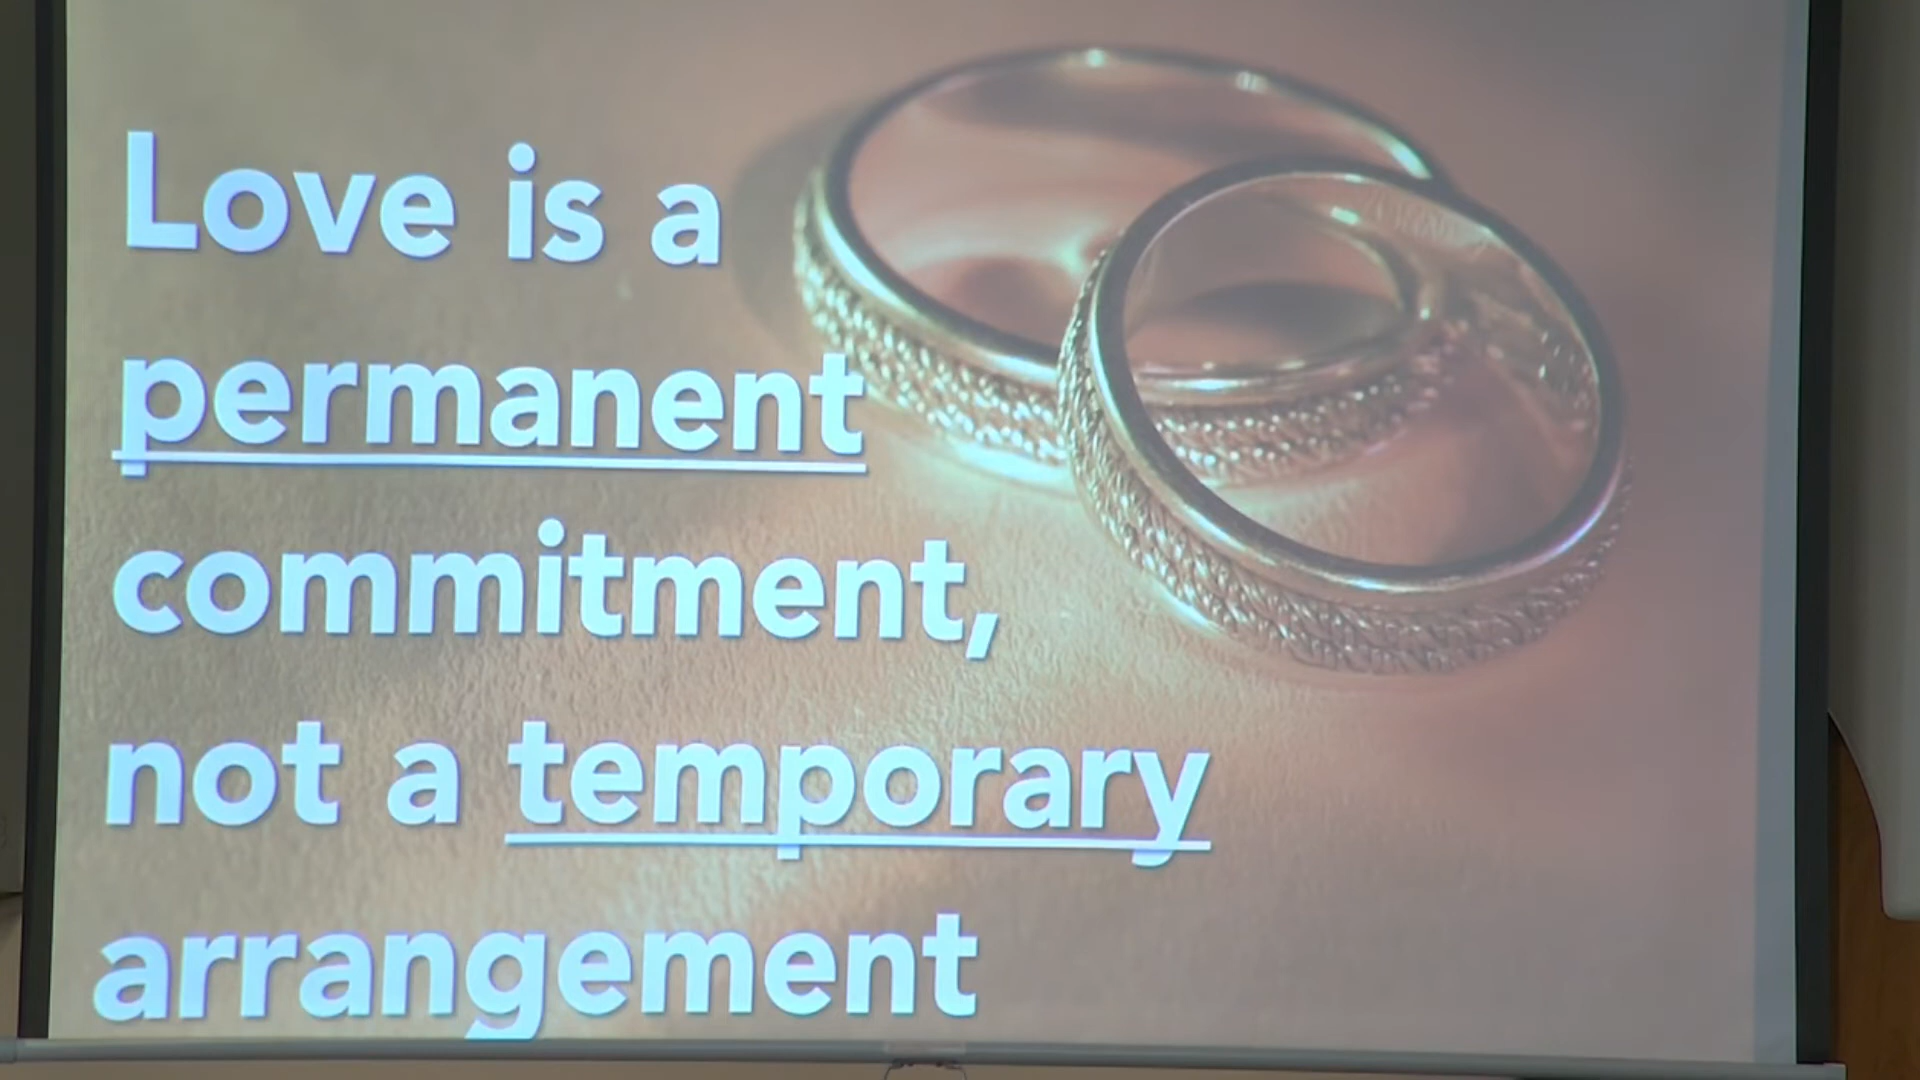 Love is a
permanent
commitment,
not a temporary
arrangement